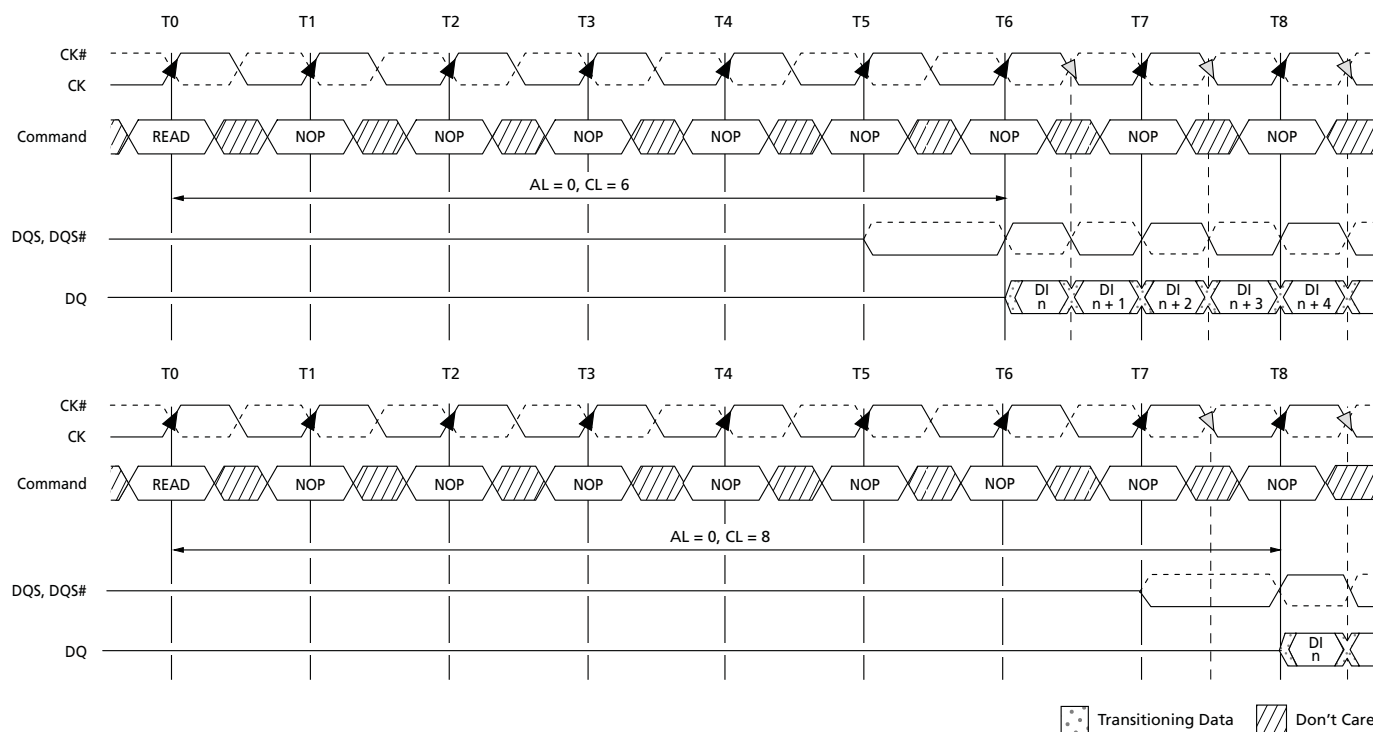 T0 T1 T2 T3 T4 T5 T6 T7 T8
CK#
CK
Command READ NOP NOP NOP NOP NOP NOP NOP NOP
AL = 0, CL = 6
DQS, DQS#
DQ DI n DI n + 1 DI n + 2 DI n + 3 DI n + 4
T0 T1 T2 T3 T4 T5 T6 T7 T8
CK#
CK
Command READ NOP NOP NOP NOP NOP NOP NOP NOP
AL = 0, CL = 8
DQS, DQS#
DQ DI n
Transitioning Data Don't Care